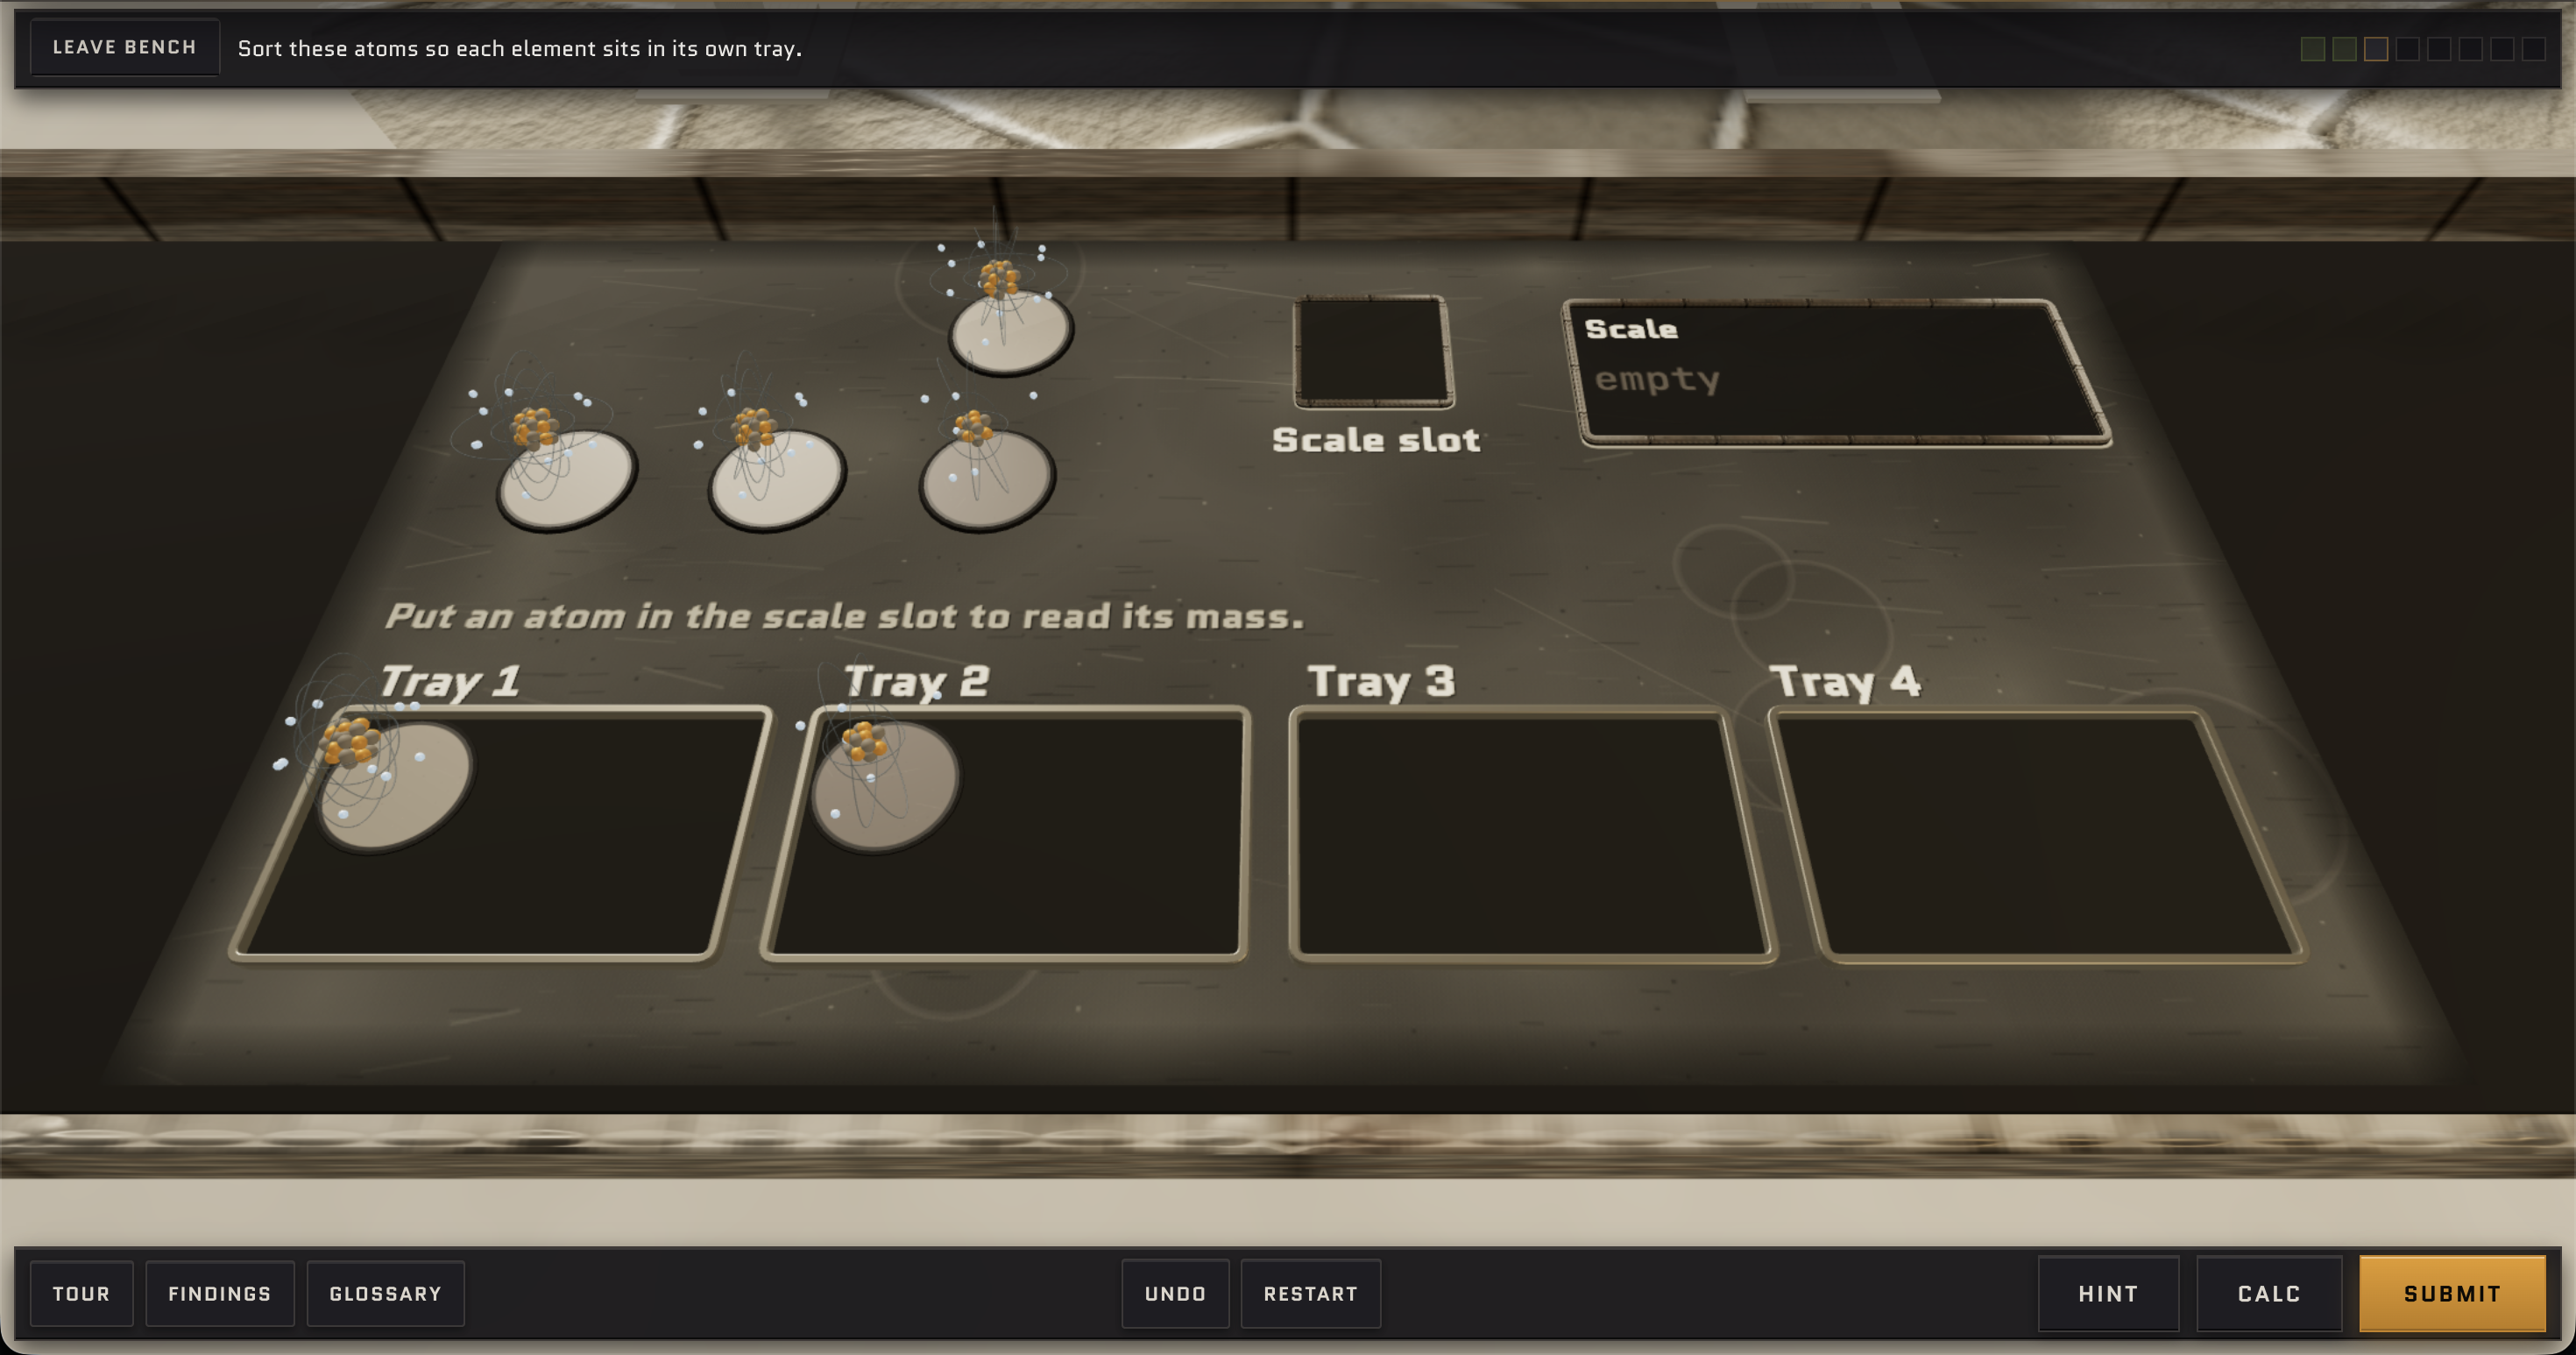 LEAVE BENCH
Sort these atoms so each element sits in its own tray.
Scale
empty
Scale slot
Put an atom in the scale slot to read its mass.
Tray 1
Tray 2
Tray 3
Tray 4
TOUR
FINDINGS
GLOSSARY
UNDO
RESTART
HINT
CALC
SUBMIT